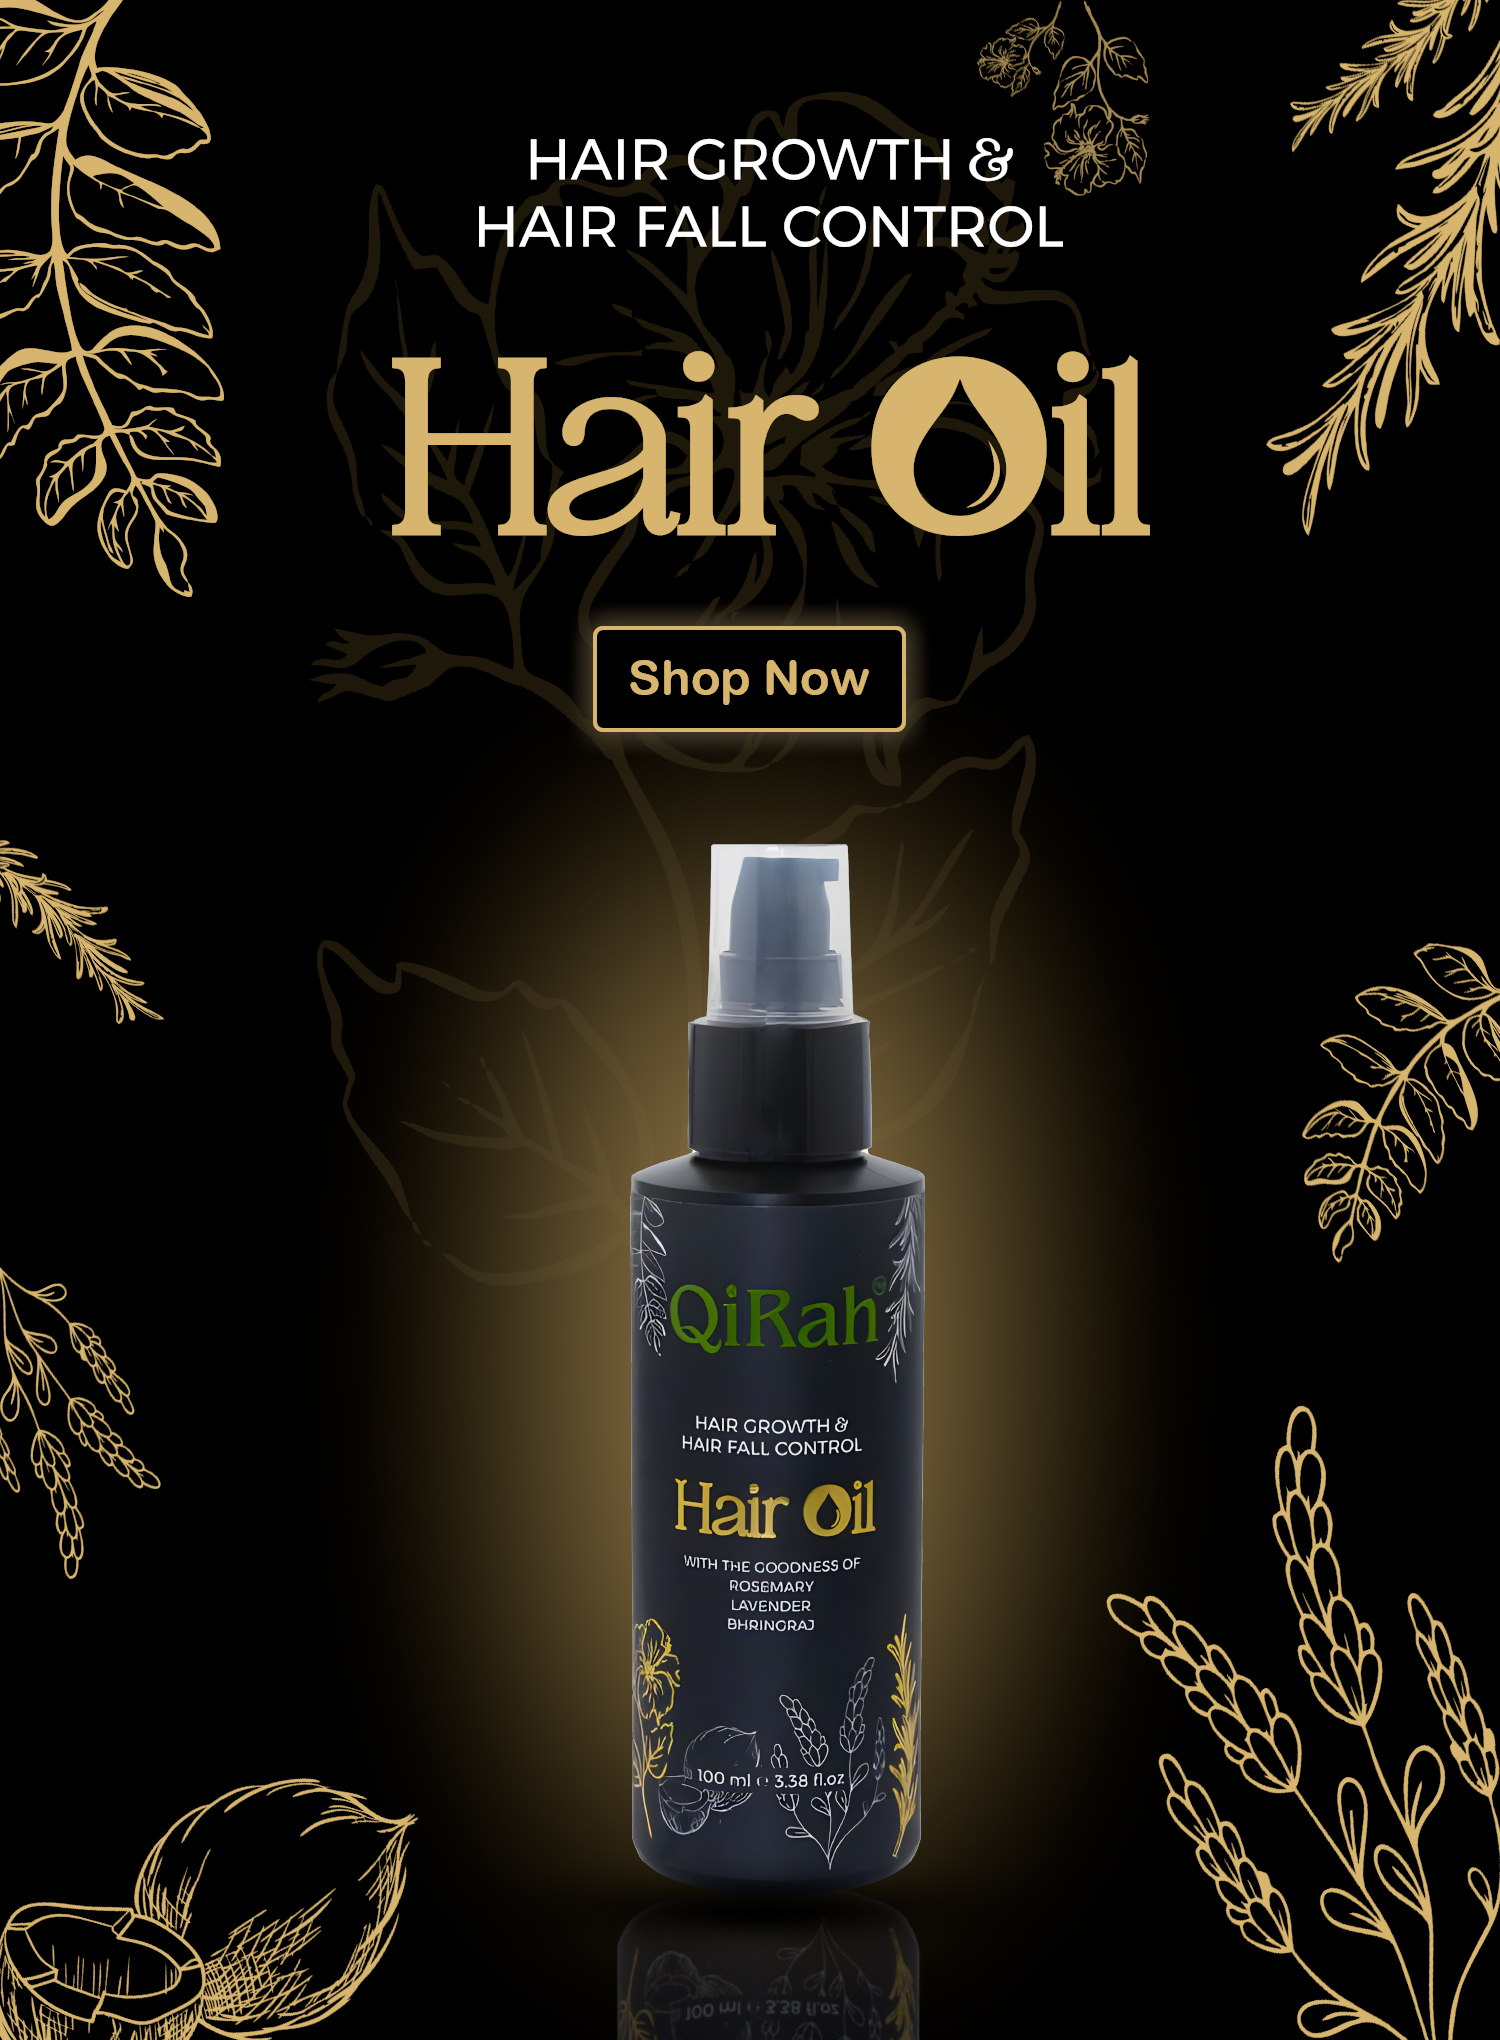 HAIR GROWTH &
HAIR FALL CONTROL
Hair Oil
Shop Now
QiRah
HAIR GROWTH &
HAIR FALL CONTROL
Hair Oil
WITH THE GOODNESS OF
ROSEMARY
LAVENDER
BHRINGRAJ
100 ml e 3.38 fl.oz